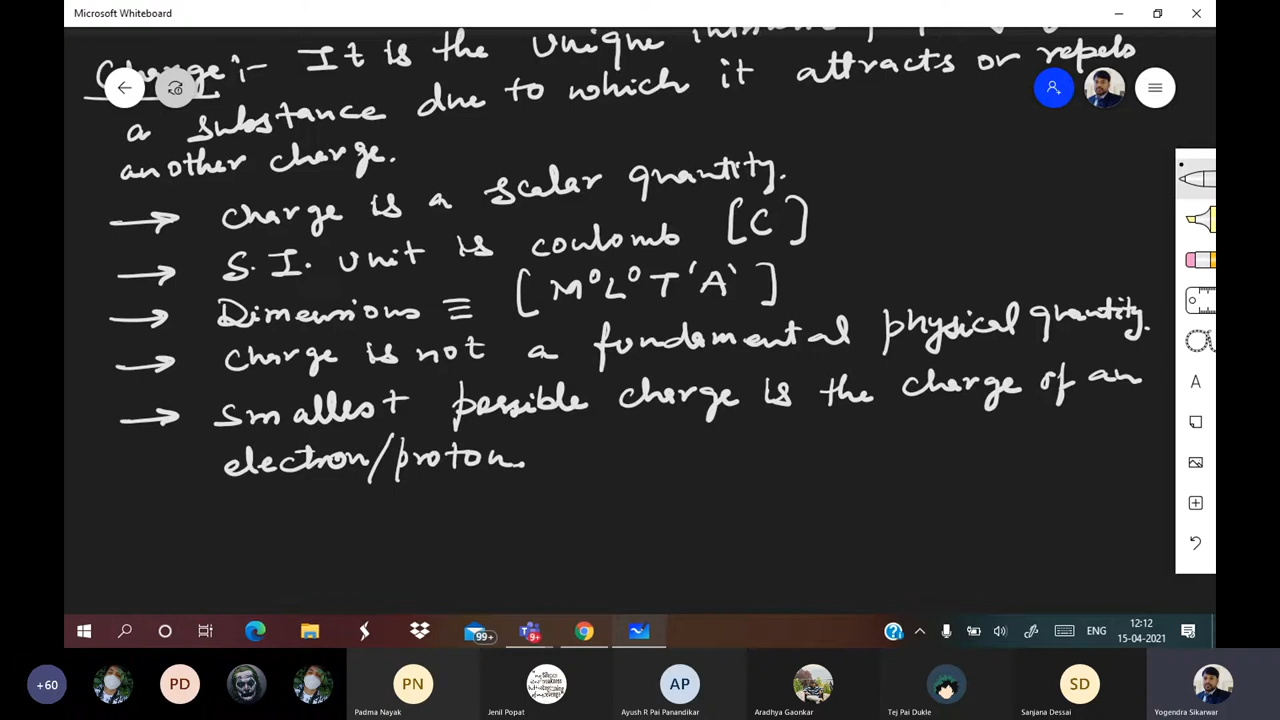 Microsoft Whiteboard
Charge :- It is the unique
a substance due to which it attracts or repels
another charge.
→ charge is a scalar quantity.
→ S.I. unit is coulomb [C]
→ Dimensions ≡ [M⁰L⁰T¹A¹]
→ charge is not a fundamental physical quantity.
→ smallest possible charge is the charge of an
electron/proton.
A
99+
9+
ENG
12:12
15-04-2021
+60
PD
PN
AP
SD
Padma Nayak
Jenil Popat
Ayush R Pai Panandikar
Aradhya Gaonkar
Tej Pai Dukle
Sanjana Dessai
Yogendra Sikarwar